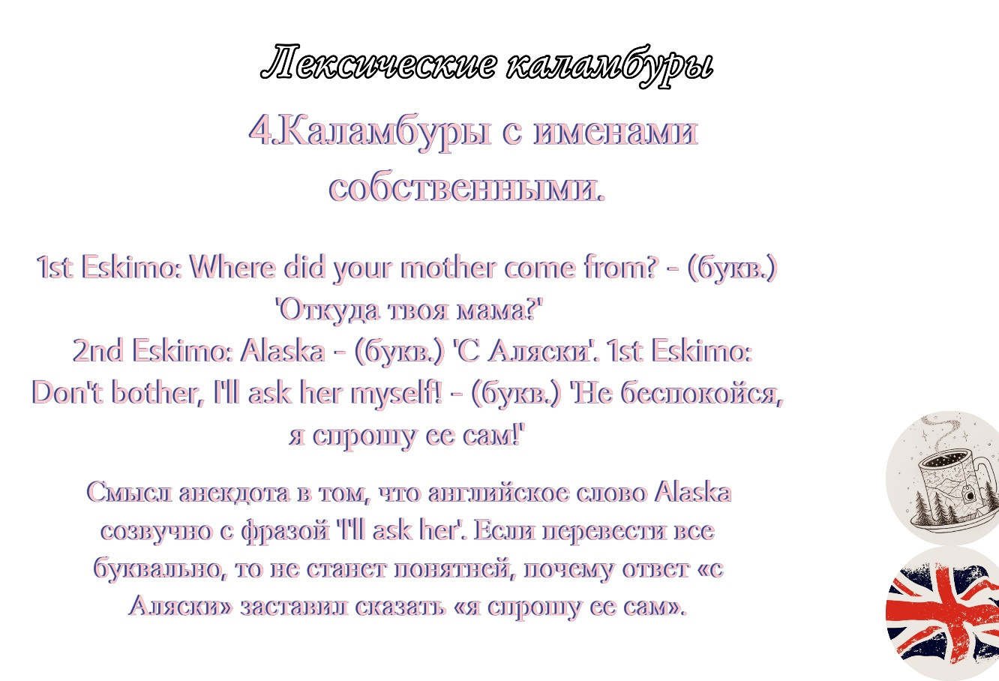 Лексические каламбуры
4.Каламбуры с именами
собственными.
1st Eskimo: Where did your mother come from? - (букв.)
'Откуда твоя мама?'
2nd Eskimo: Alaska - (букв.) 'С Аляски'. 1st Eskimo:
Don't bother, I'll ask her myself! - (букв.) 'Не беспокойся,
я спрошу ее сам!'
Смысл анекдота в том, что английское слово Alaska
созвучно с фразой 'I'll ask her'. Если перевести все
буквально, то не станет понятней, почему ответ «с
Аляски» заставил сказать «я спрошу ее сам».